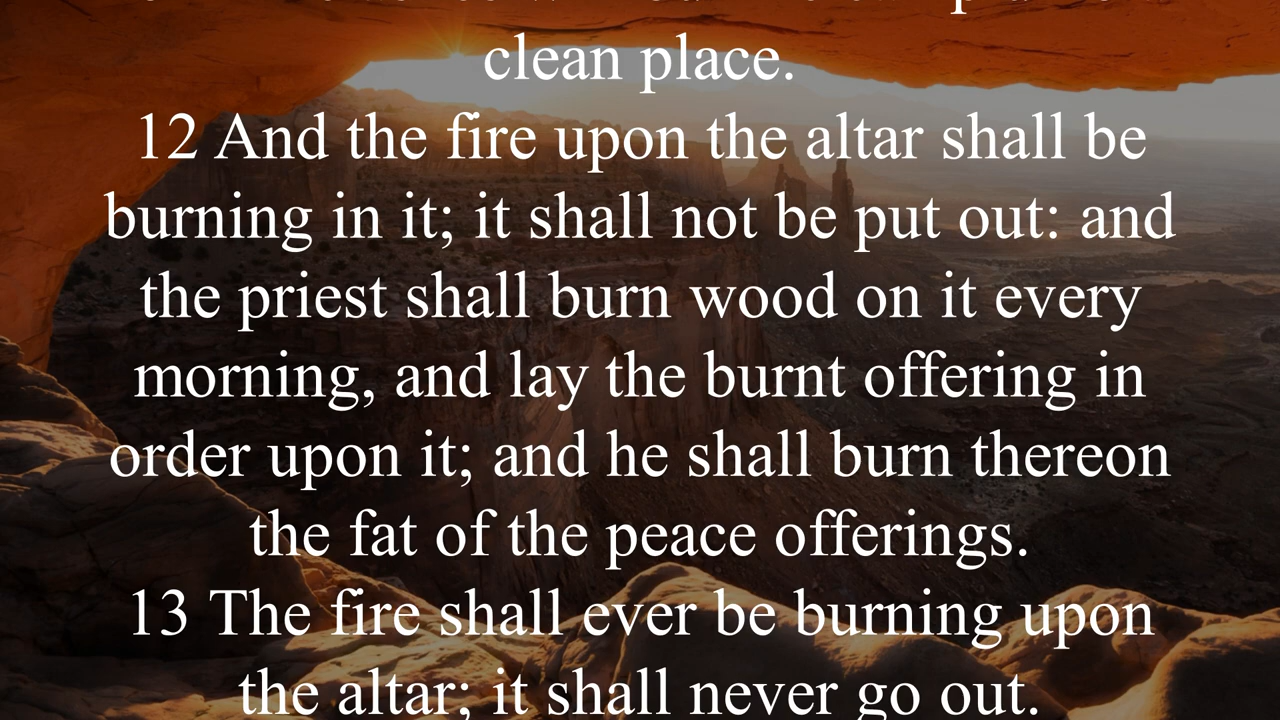 clean place.
12 And the fire upon the altar shall be
burning in it; it shall not be put out: and
the priest shall burn wood on it every
morning, and lay the burnt offering in
order upon it; and he shall burn thereon
the fat of the peace offerings.
13 The fire shall ever be burning upon
the altar; it shall never go out.